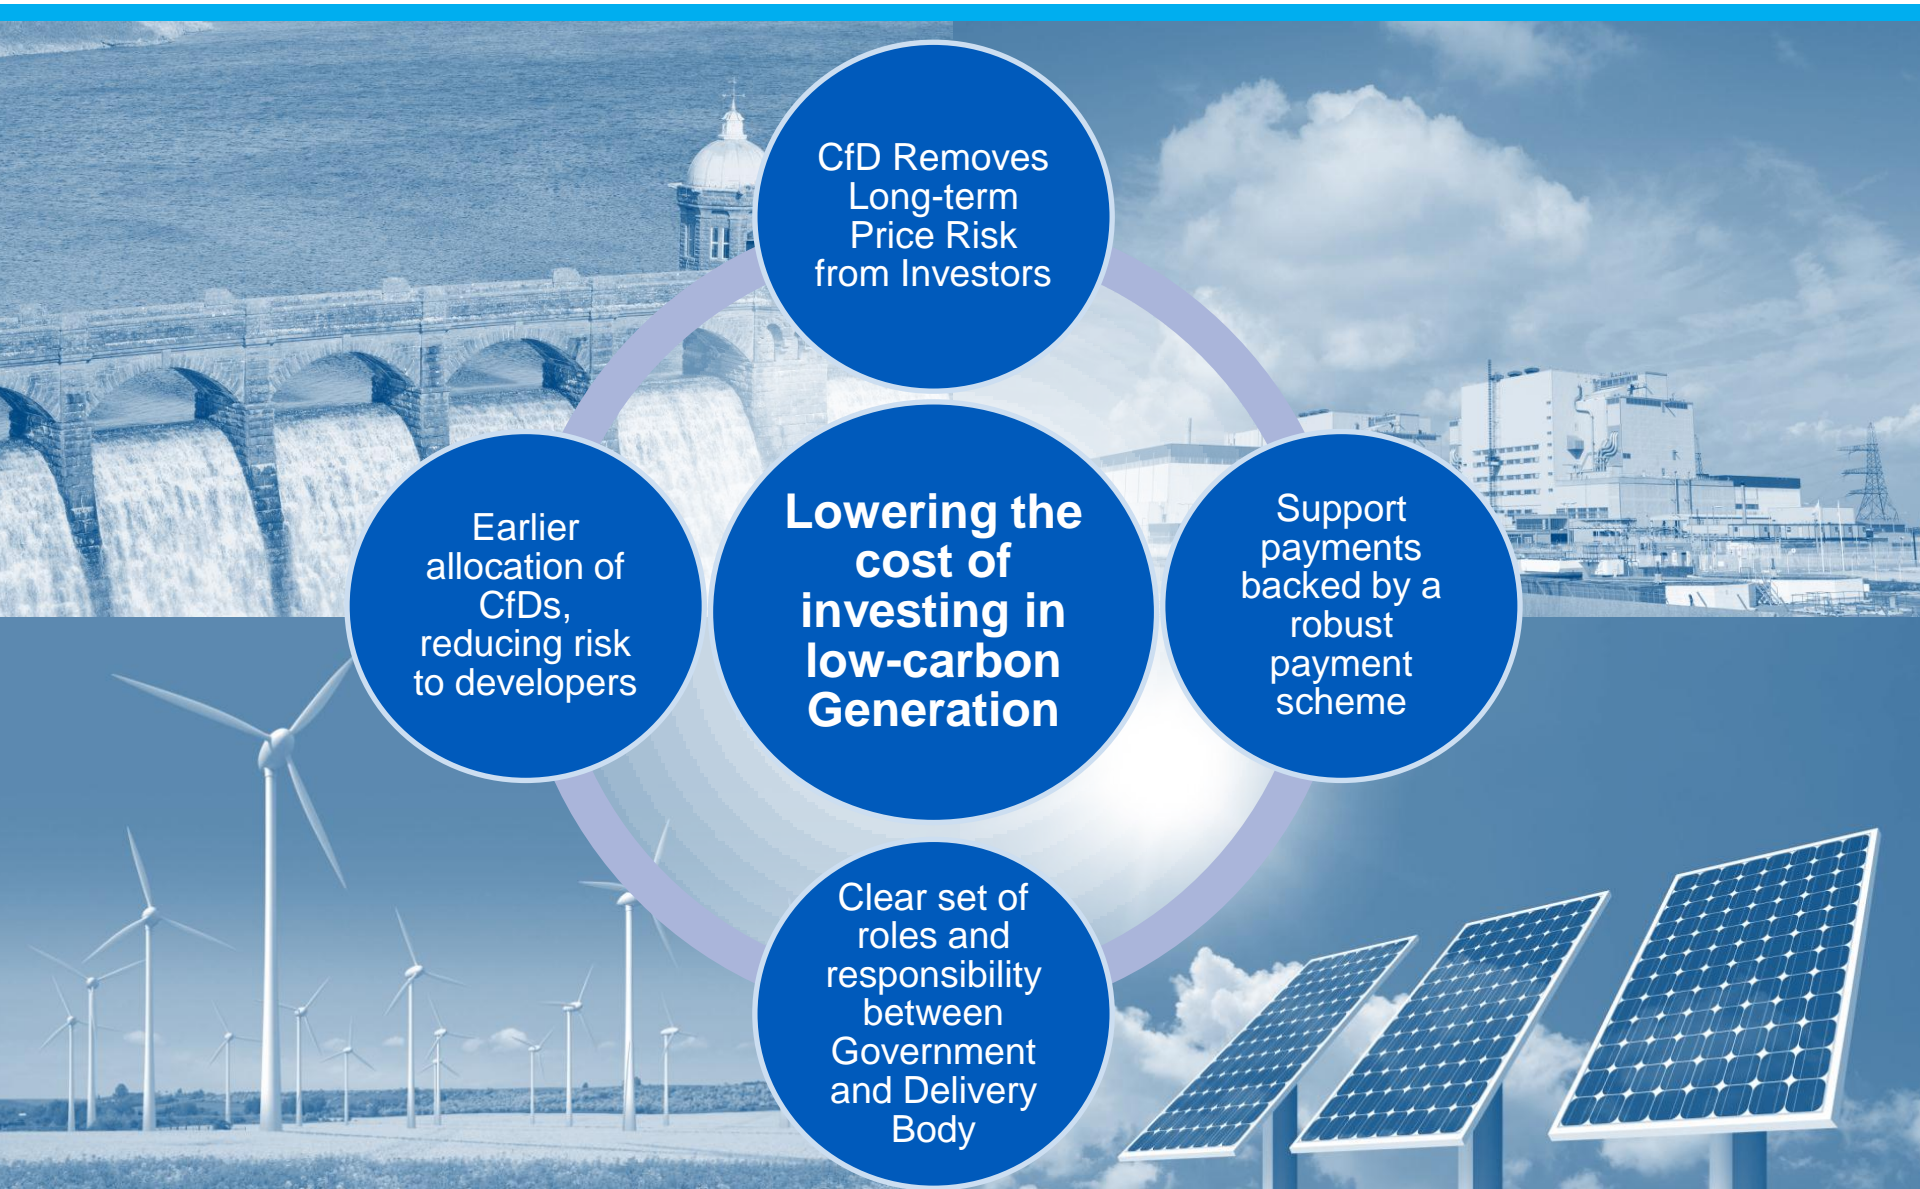 CfD Removes
Long-term
Price Risk
from Investors
Earlier
allocation of
CfDs,
reducing risk
to developers
Lowering the
cost of
investing in
low-carbon
Generation
Support
payments
backed by a
robust
payment
scheme
Clear set of
roles and
responsibility
between
Government
and Delivery
Body